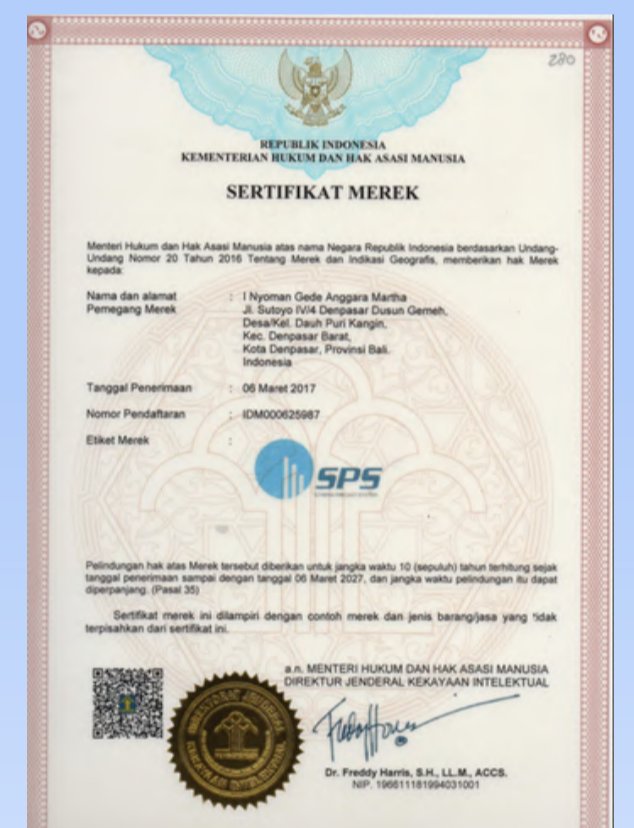 280
REPUBLIK INDONESIA
KEMENTERIAN HUKUM DAN HAK ASASI MANUSIA
SERTIFIKAT MEREK
Menteri Hukum dan Hak Asasi Manusia atas nama Negara Republik Indonesia berdasarkan Undang-
Undang Nomor 20 Tahun 2016 Tentang Merek dan Indikasi Geografis, memberikan hak Merek
kepada:
Nama dan alamat : I Nyoman Gede Anggara Martha
Pemegang Merek Jl. Sutoyo IV/4 Denpasar Dusun Gemeh,
Desa/Kel. Dauh Puri Kangin,
Kec. Denpasar Barat,
Kota Denpasar, Provinsi Bali.
Indonesia
Tanggal Penerimaan : 06 Maret 2017
Nomor Pendaftaran : IDM000625987
Etiket Merek :
SPS
Pelindungan hak atas Merek tersebut diberikan untuk jangka waktu 10 (sepuluh) tahun terhitung sejak
tanggal penerimaan sampai dengan tanggal 06 Maret 2027, dan jangka waktu pelindungan itu dapat
diperpanjang. (Pasal 35)
Sertifikat merek ini dilampiri dengan contoh merek dan jenis barang/jasa yang tidak
terpisahkan dari sertifikat ini.
a.n. MENTERI HUKUM DAN HAK ASASI MANUSIA
DIREKTUR JENDERAL KEKAYAAN INTELEKTUAL
Dr. Freddy Harris, S.H., LL.M., ACCS.
NIP. 196611181994031001